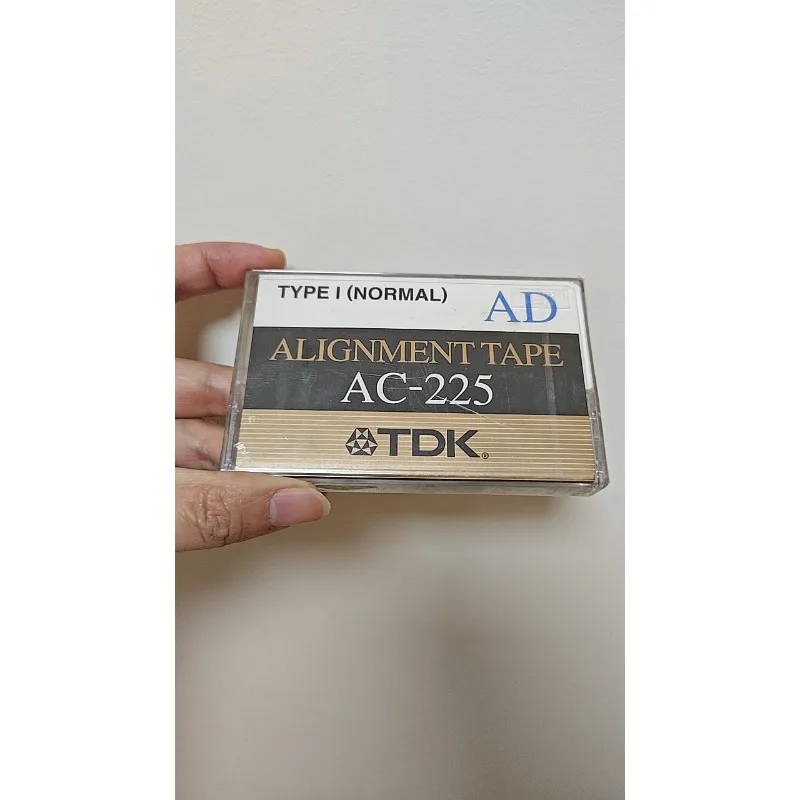 TYPE I (NORMAL)
AD
ALIGNMENT TAPE
AC-225
TDK®